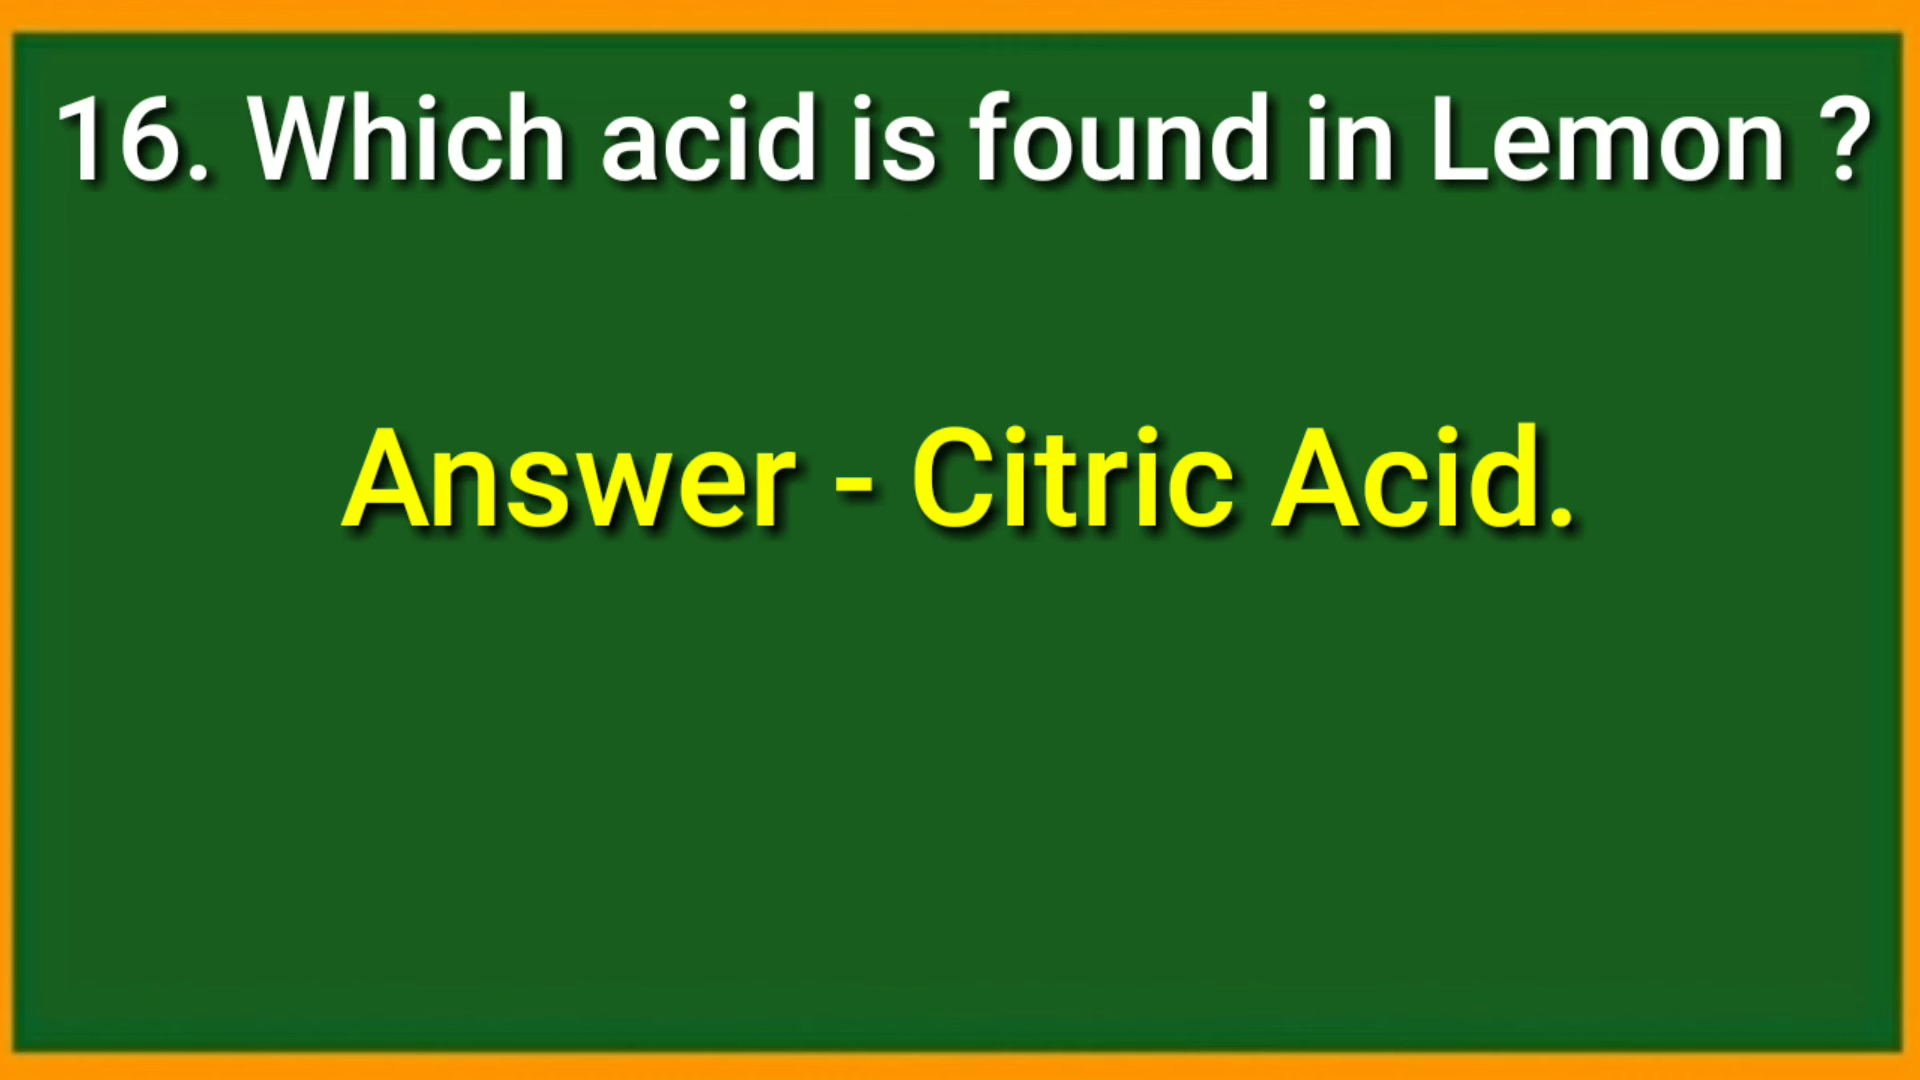 16. Which acid is found in Lemon ?
Answer - Citric Acid.